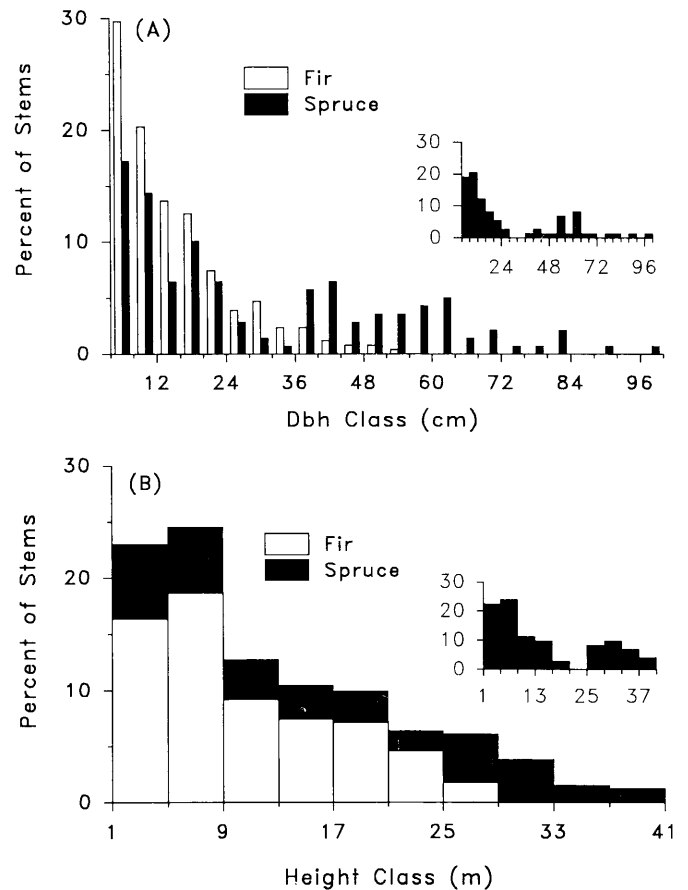 (A)
30
20
10
0
Percent of Stems
Fir
Spruce
30
20
10
0
24 48 72 96
12 24 36 48 60 72 84 96
Dbh Class (cm)
(B)
30
20
10
0
Percent of Stems
Fir
Spruce
30
20
10
0
1 13 25 37
1 9 17 25 33 41
Height Class (m)